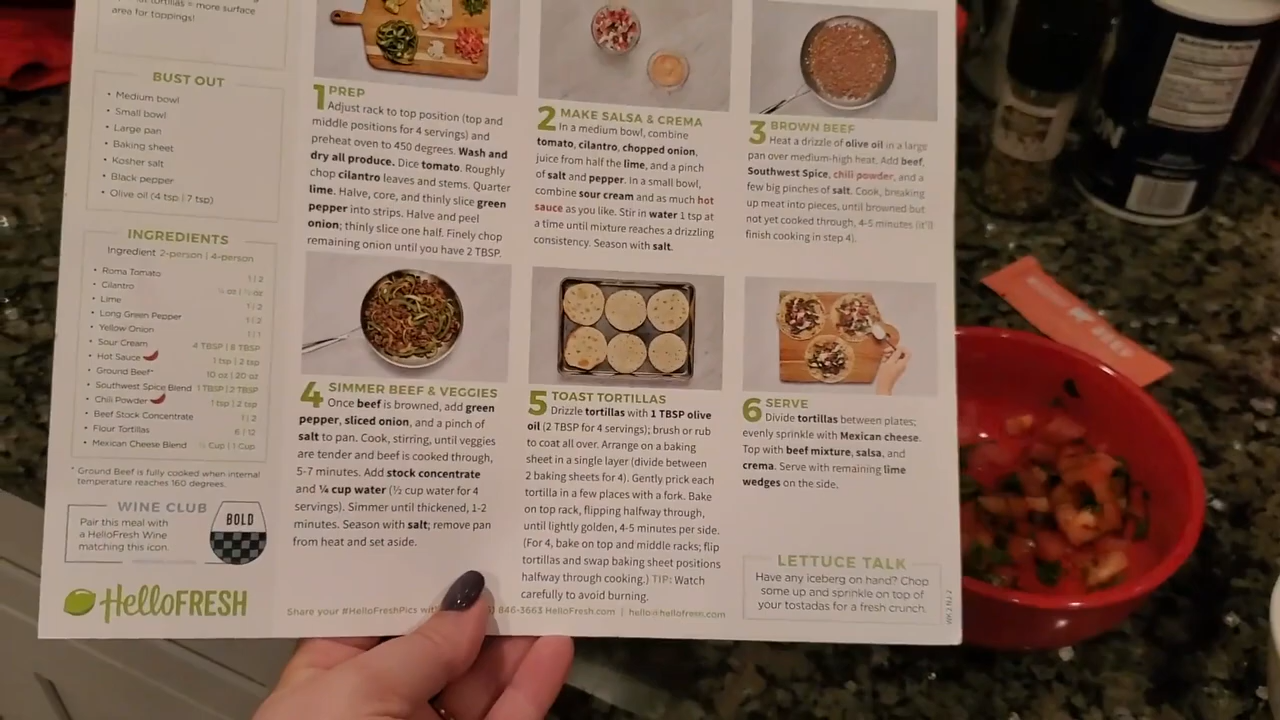 tortillas = more surface
area for toppings!
BUST OUT
• Medium bowl
• Small bowl
• Large pan
• Baking sheet
• Kosher salt
• Black pepper
• Olive oil (4 tsp | 7 tsp)
INGREDIENTS
Ingredient 2-person | 4-person
• Roma Tomato 1 | 2
• Cilantro ¼ oz | ½ oz
• Lime 1 | 2
• Long Green Pepper 1 | 2
• Yellow Onion 1 | 1
• Sour Cream 4 TBSP | 8 TBSP
• Hot Sauce 1 tsp | 2 tsp
• Ground Beef* 10 oz | 20 oz
• Southwest Spice Blend 1 TBSP | 2 TBSP
• Chili Powder 1 tsp | 2 tsp
• Beef Stock Concentrate 1 | 2
• Flour Tortillas 6 | 12
• Mexican Cheese Blend ½ Cup | 1 Cup
* Ground Beef is fully cooked when internal
temperature reaches 160 degrees.
WINE CLUB
Pair this meal with
a HelloFresh Wine
matching this icon.
BOLD
HelloFRESH
1 PREP
Adjust rack to top position (top and
middle positions for 4 servings) and
preheat oven to 450 degrees. Wash and
dry all produce. Dice tomato. Roughly
chop cilantro leaves and stems. Quarter
lime. Halve, core, and thinly slice green
pepper into strips. Halve and peel
onion; thinly slice one half. Finely chop
remaining onion until you have 2 TBSP.
2 MAKE SALSA & CREMA
In a medium bowl, combine
tomato, cilantro, chopped onion,
juice from half the lime, and a pinch
of salt and pepper. In a small bowl,
combine sour cream and as much hot
sauce as you like. Stir in water 1 tsp at
a time until mixture reaches a drizzling
consistency. Season with salt.
3 BROWN BEEF
Heat a drizzle of olive oil in a large
pan over medium-high heat. Add beef,
Southwest Spice, chili powder, and a
few big pinches of salt. Cook, breaking
up meat into pieces, until browned but
not yet cooked through, 4-5 minutes (it'll
finish cooking in step 4).
4 SIMMER BEEF & VEGGIES
Once beef is browned, add green
pepper, sliced onion, and a pinch of
salt to pan. Cook, stirring, until veggies
are tender and beef is cooked through,
5-7 minutes. Add stock concentrate
and ¼ cup water (½ cup water for 4
servings). Simmer until thickened, 1-2
minutes. Season with salt; remove pan
from heat and set aside.
5 TOAST TORTILLAS
Drizzle tortillas with 1 TBSP olive
oil (2 TBSP for 4 servings); brush or rub
to coat all over. Arrange on a baking
sheet in a single layer (divide between
2 baking sheets for 4). Gently prick each
tortilla in a few places with a fork. Bake
on top rack, flipping halfway through,
until lightly golden, 4-5 minutes per side.
(For 4, bake on top and middle racks; flip
tortillas and swap baking sheet positions
halfway through cooking.) TIP: Watch
carefully to avoid burning.
6 SERVE
Divide tortillas between plates;
evenly sprinkle with Mexican cheese.
Top with beef mixture, salsa, and
crema. Serve with remaining lime
wedges on the side.
LETTUCE TALK
Have any iceberg on hand? Chop
some up and sprinkle on top of
your tostadas for a fresh crunch.
Share your #HelloFreshPics 846-3663 HelloFresh.com | hello@hellofresh.com
Nutrition Facts